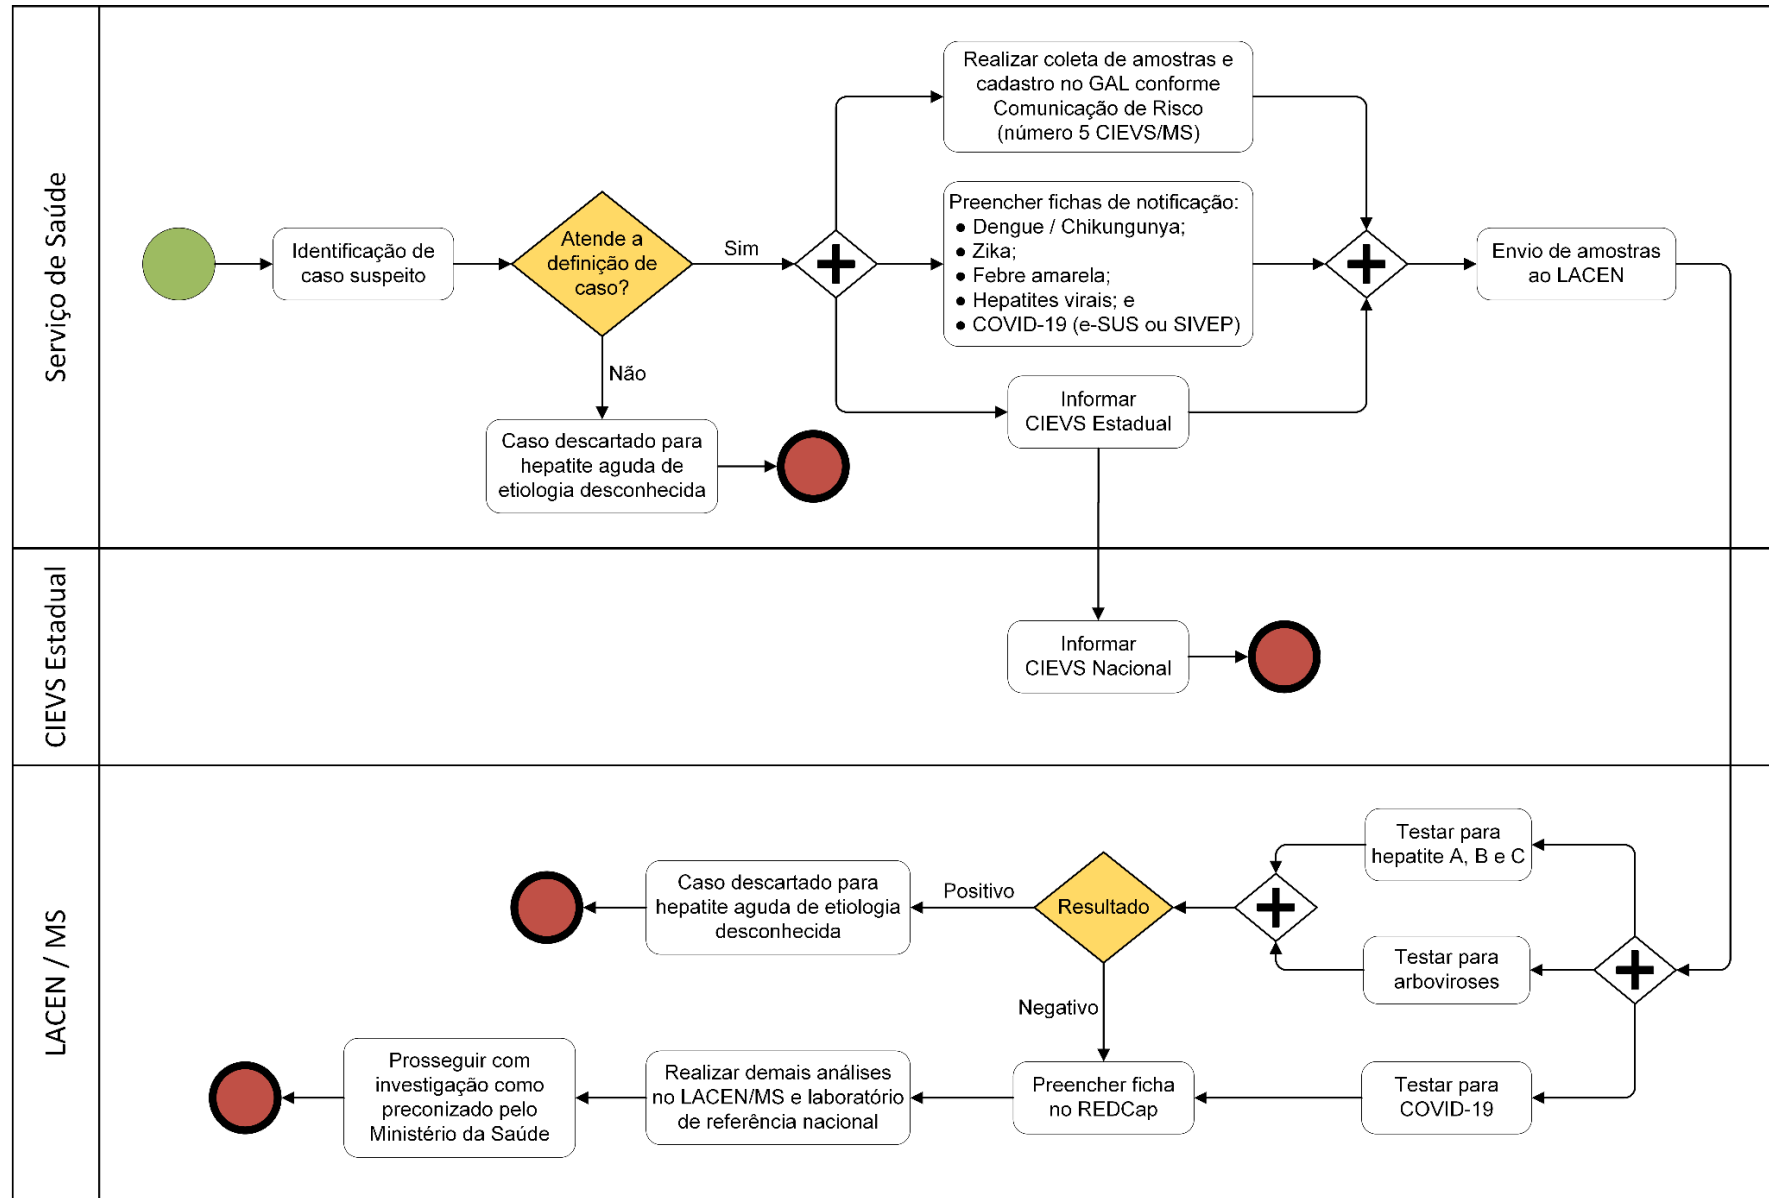 Serviço de Saúde
Identificação de
caso suspeito
Atende a
definição de
caso?
Sim
Não
Caso descartado para
hepatite aguda de
etiologia desconhecida
Realizar coleta de amostras e
cadastro no GAL conforme
Comunicação de Risco
(número 5 CIEVS/MS)
Preencher fichas de notificação:
● Dengue / Chikungunya;
● Zika;
● Febre amarela;
● Hepatites virais; e
● COVID-19 (e-SUS ou SIVEP)
Informar
CIEVS Estadual
Envio de amostras
ao LACEN
CIEVS Estadual
Informar
CIEVS Nacional
LACEN / MS
Testar para
hepatite A, B e C
Testar para
arboviroses
Testar para
COVID-19
Resultado
Positivo
Caso descartado para
hepatite aguda de etiologia
desconhecida
Negativo
Preencher ficha
no REDCap
Realizar demais análises
no LACEN/MS e laboratório
de referência nacional
Prosseguir com
investigação como
preconizado pelo
Ministério da Saúde